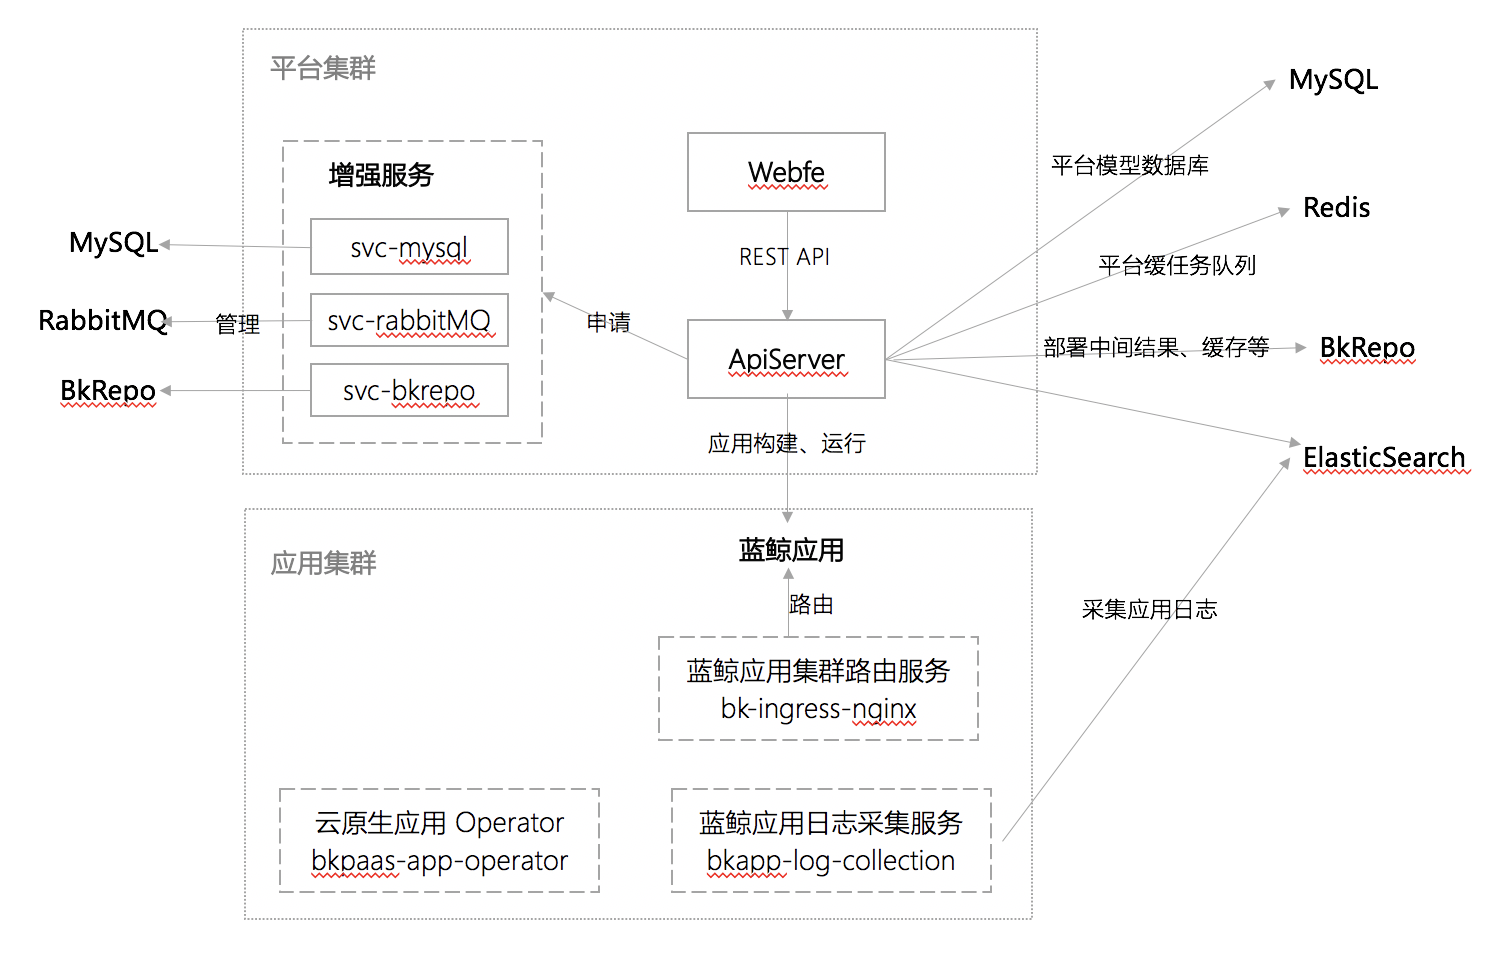 平台集群
MySQL
增强服务
Webfe
平台模型数据库
Redis
MySQL
svc-mysql
REST API
平台缓任务队列
RabbitMQ
管理
svc-rabbitMQ
申请
ApiServer
部署中间结果、缓存等
BkRepo
BkRepo
svc-bkrepo
应用构建、运行
ElasticSearch
应用集群
蓝鲸应用
路由
采集应用日志
蓝鲸应用集群路由服务
bk-ingress-nginx
云原生应用 Operator
bkpaas-app-operator
蓝鲸应用日志采集服务
bkapp-log-collection